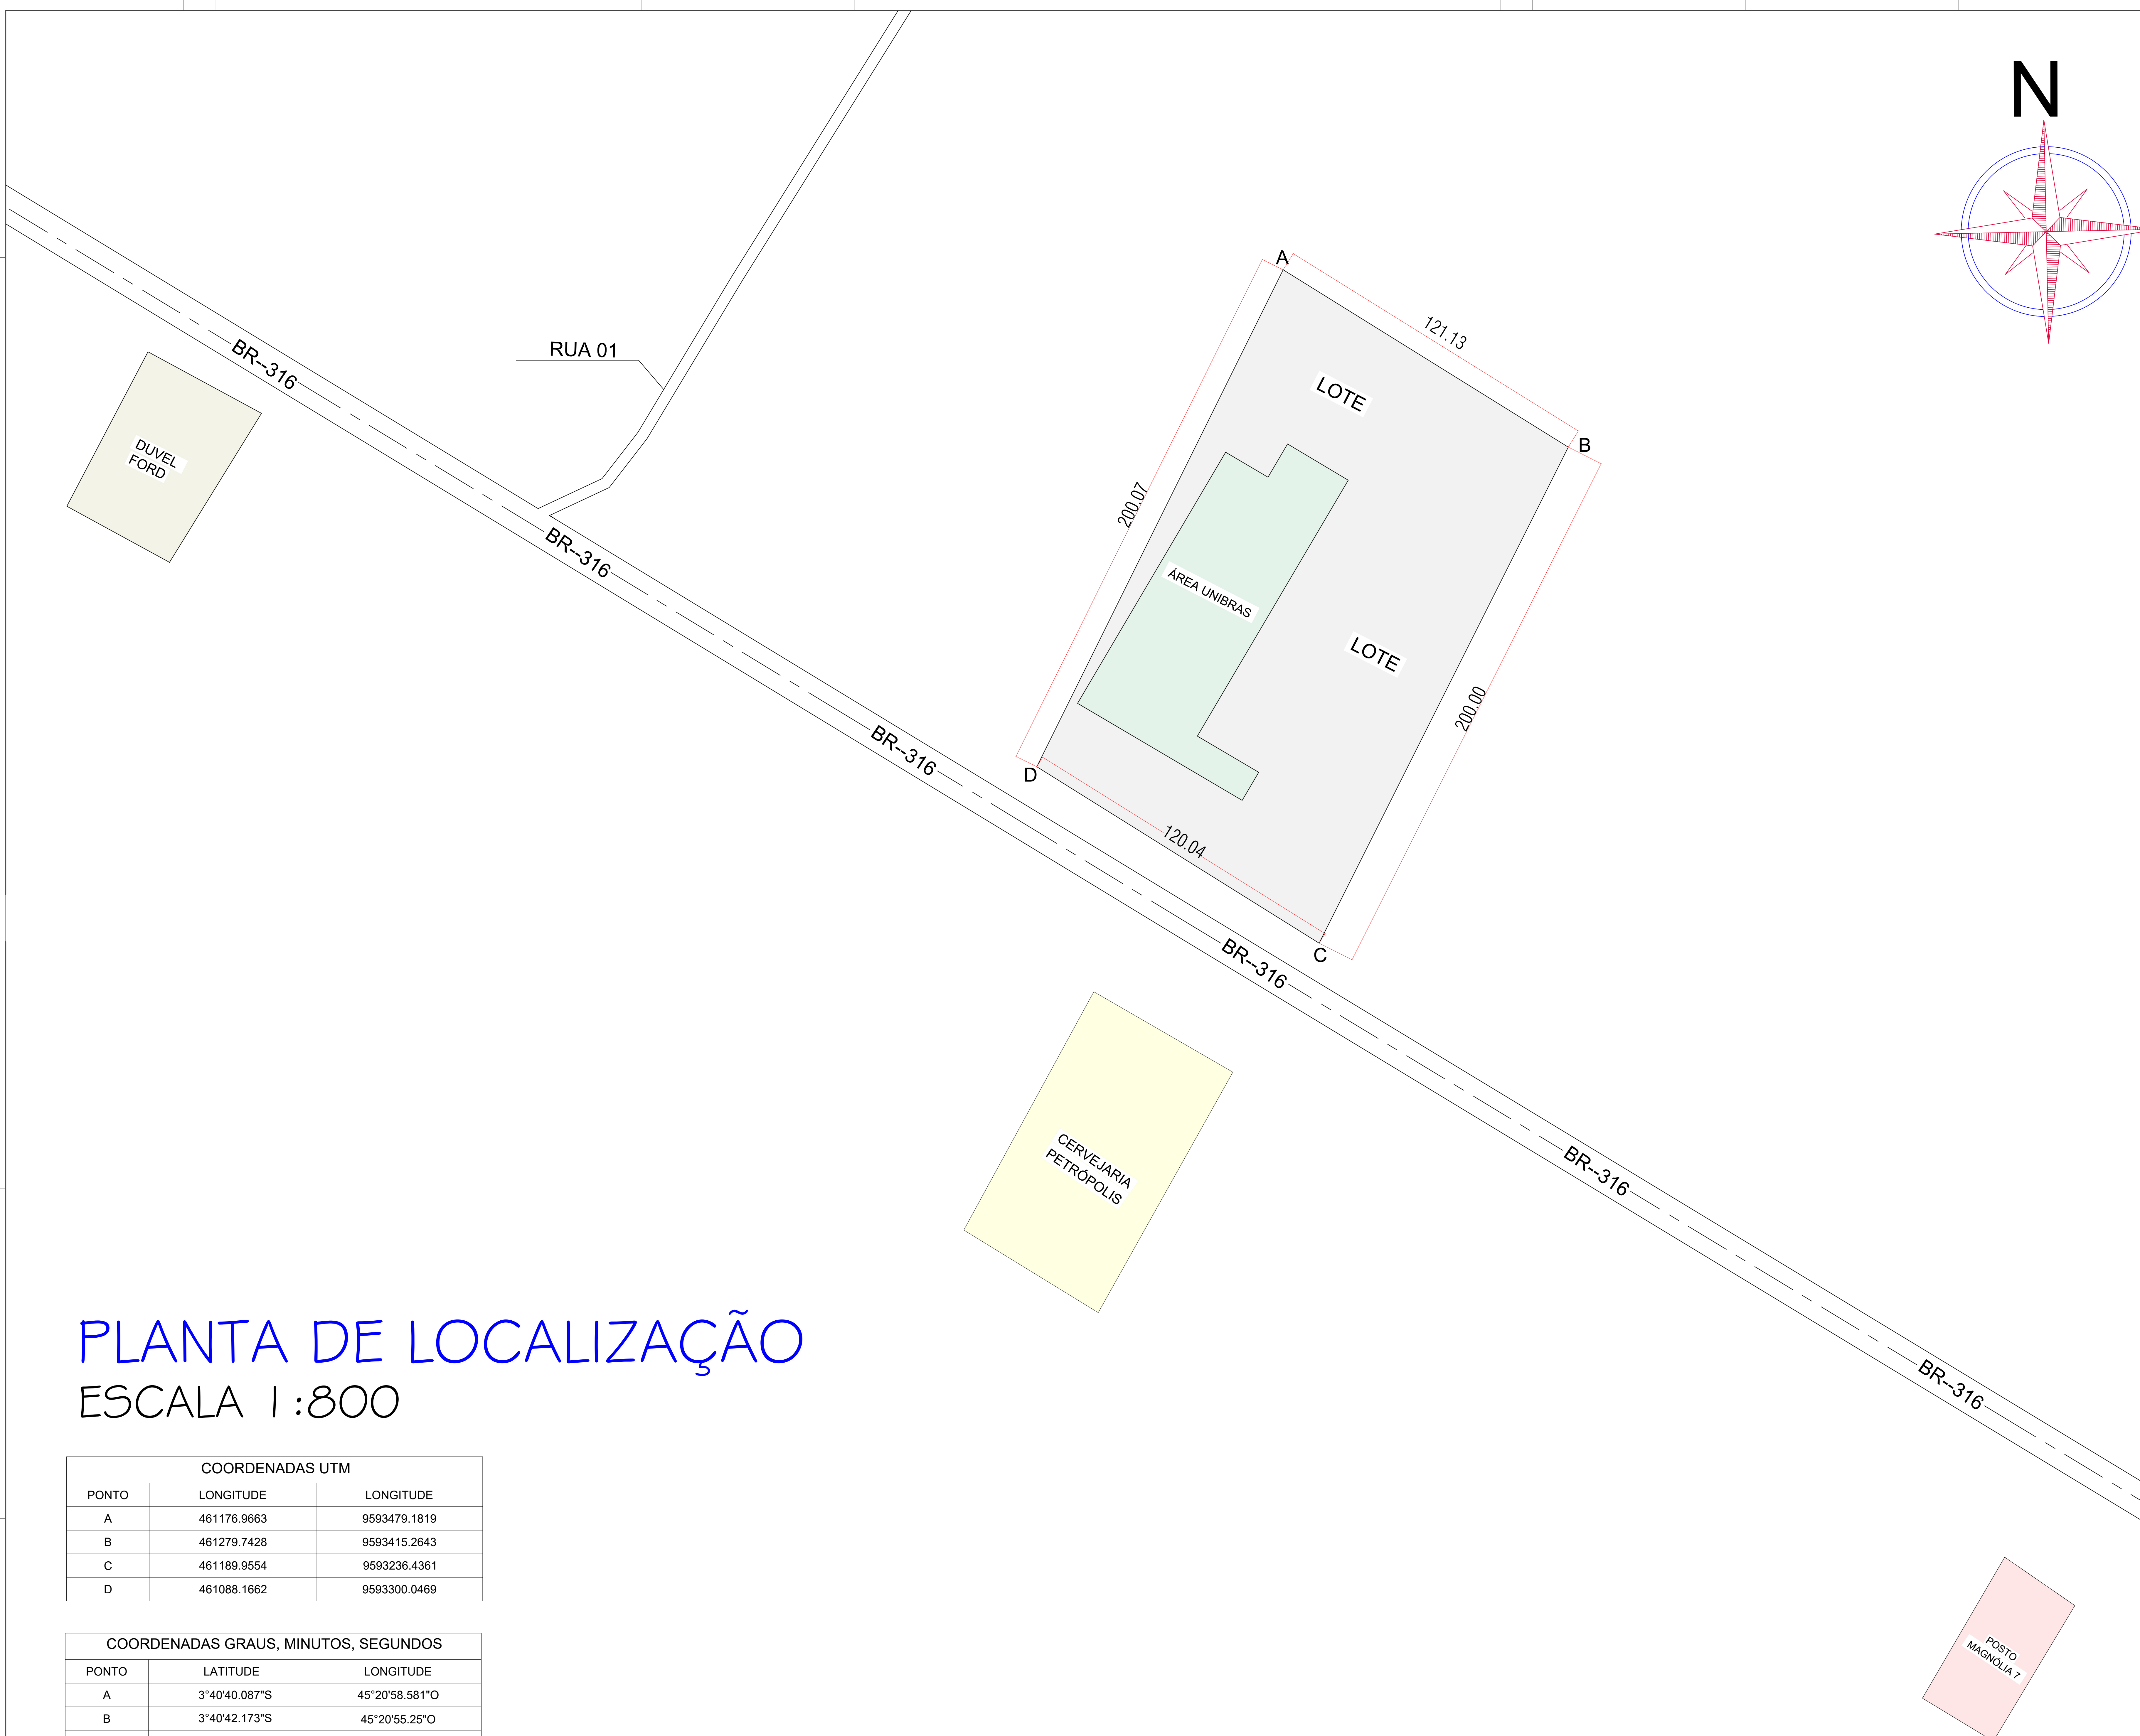 N
A
121.13
RUA 01
BR--316
LOTE
B
DUVEL
FORD
200.07
BR--316
ÁREA UNIBRAS
LOTE
200.00
BR--316
D
120.04
C
BR--316
CERVEJARIA
PETRÓPOLIS
BR--316
PLANTA DE LOCALIZAÇÃO
ESCALA 1:800
BR--316
COORDENADAS UTM
PONTO LONGITUDE LONGITUDE
A 461176.9663 9593479.1819
B 461279.7428 9593415.2643
C 461189.9554 9593236.4361
D 461088.1662 9593300.0469
COORDENADAS GRAUS, MINUTOS, SEGUNDOS
PONTO LATITUDE LONGITUDE
A 3°40'40.087"S 45°20'58.581"O
B 3°40'42.173"S 45°20'55.25"O
POSTO
MAGNÓLIA 7